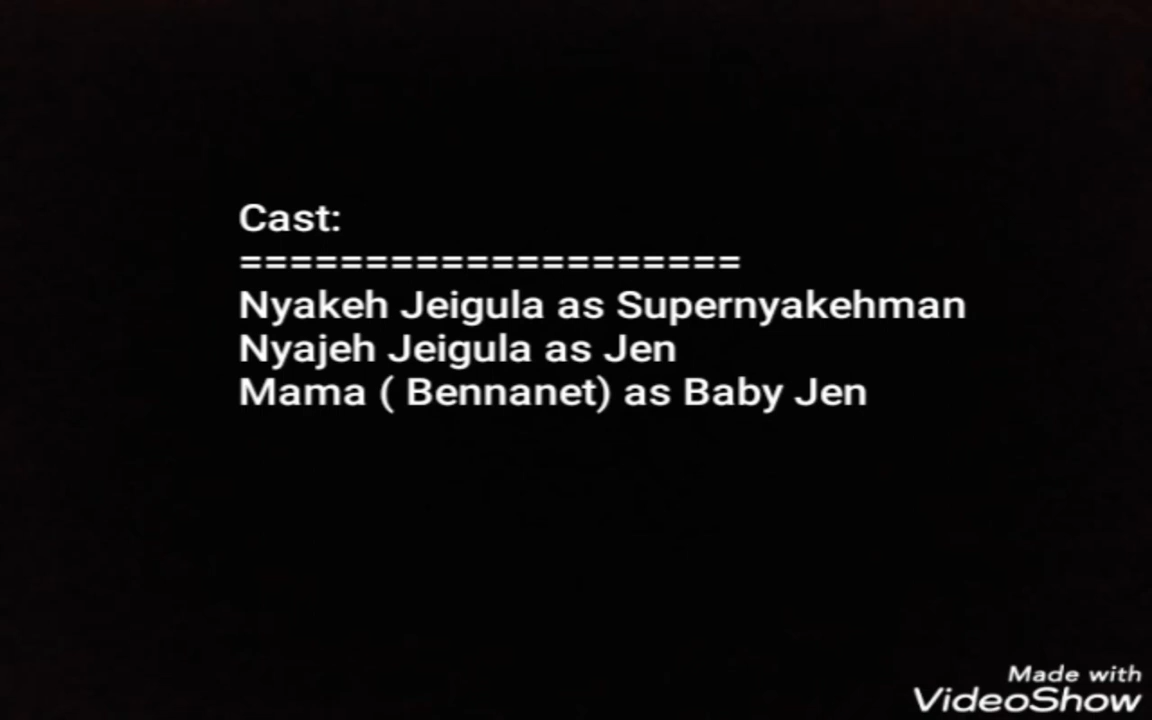 Cast:
====================
Nyakeh Jeigula as Supernyakehman
Nyajeh Jeigula as Jen
Mama ( Bennanet) as Baby Jen
Made with
VideoShow